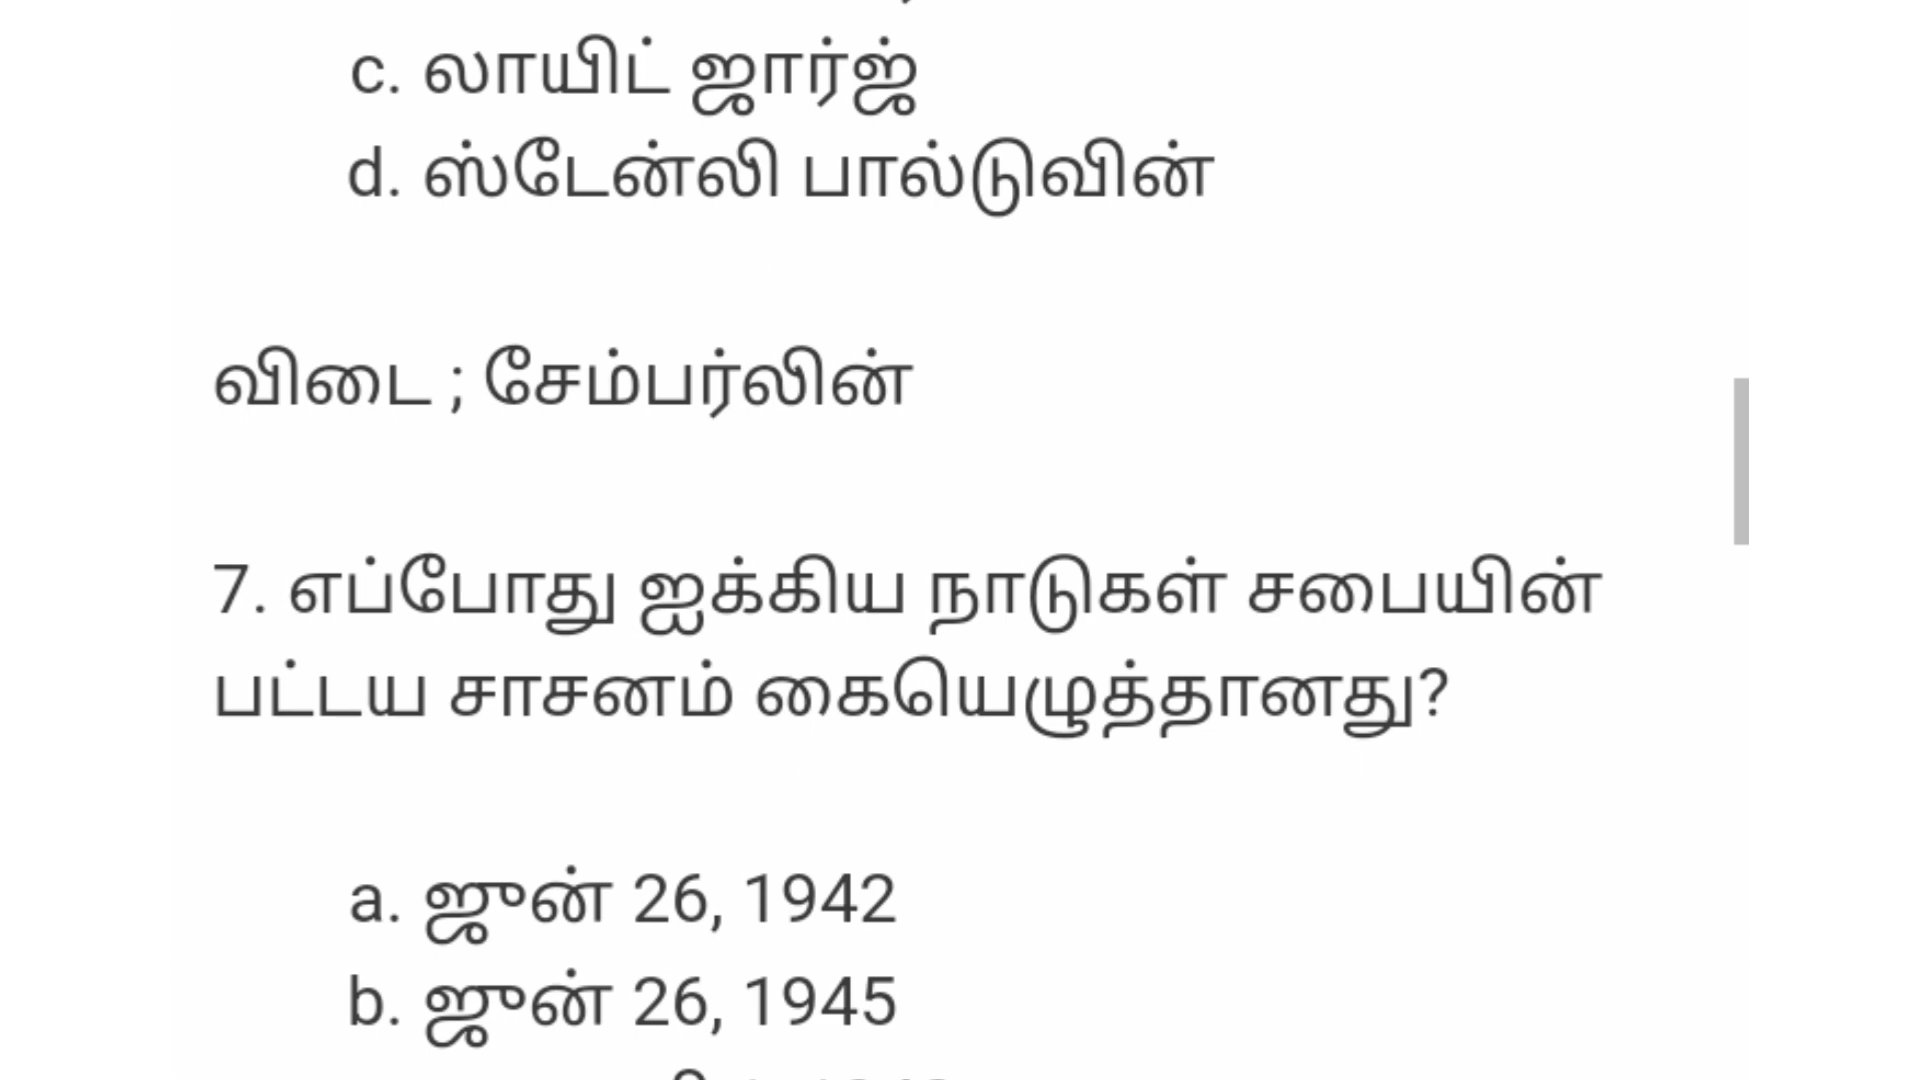 c. லாயிட் ஜார்ஜ்
d. ஸ்டேன்லி பால்டுவின்
விடை ; சேம்பர்லின்
7. எப்போது ஐக்கிய நாடுகள் சபையின்
பட்டய சாசனம் கையெழுத்தானது?
a. ஜுன் 26, 1942
b. ஜுன் 26, 1945